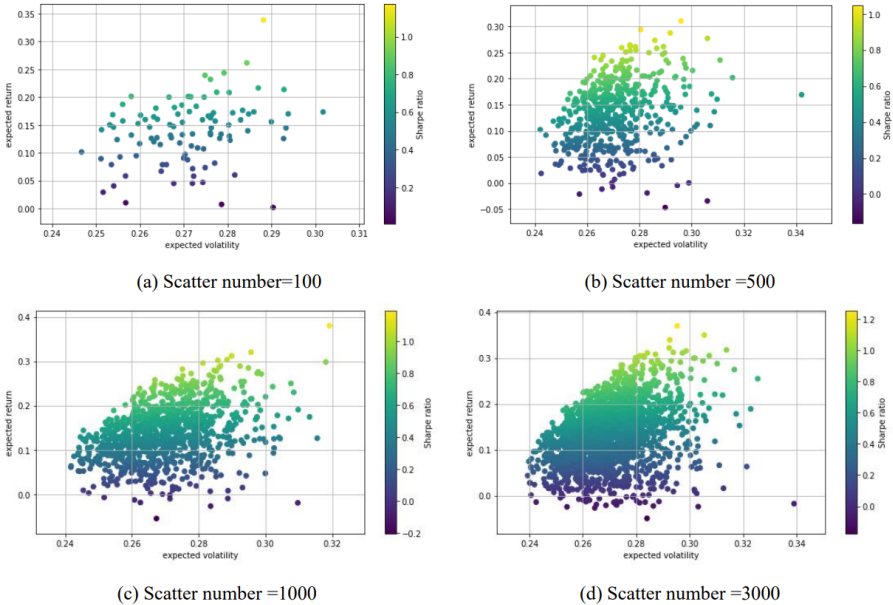 0.35
0.30
0.25
0.20
0.15
0.10
0.05
0.00
expected return
0.24 0.25 0.26 0.27 0.28 0.29 0.30 0.31
expected volatility
1.0
0.8
0.6
0.4
0.2
Sharpe ratio
(a) Scatter number=100
0.30
0.25
0.20
0.15
0.10
0.05
0.00
−0.05
expected return
0.24 0.26 0.28 0.30 0.32 0.34
expected volatility
1.0
0.8
0.6
0.4
0.2
0.0
Sharpe ratio
(b) Scatter number =500
0.4
0.3
0.2
0.1
0.0
expected return
0.24 0.26 0.28 0.30 0.32
expected volatility
1.0
0.8
0.6
0.4
0.2
0.0
−0.2
Sharpe ratio
(c) Scatter number =1000
0.4
0.3
0.2
0.1
0.0
expected return
0.24 0.26 0.28 0.30 0.32 0.34
expected volatility
1.2
1.0
0.8
0.6
0.4
0.2
0.0
Sharpe ratio
(d) Scatter number =3000